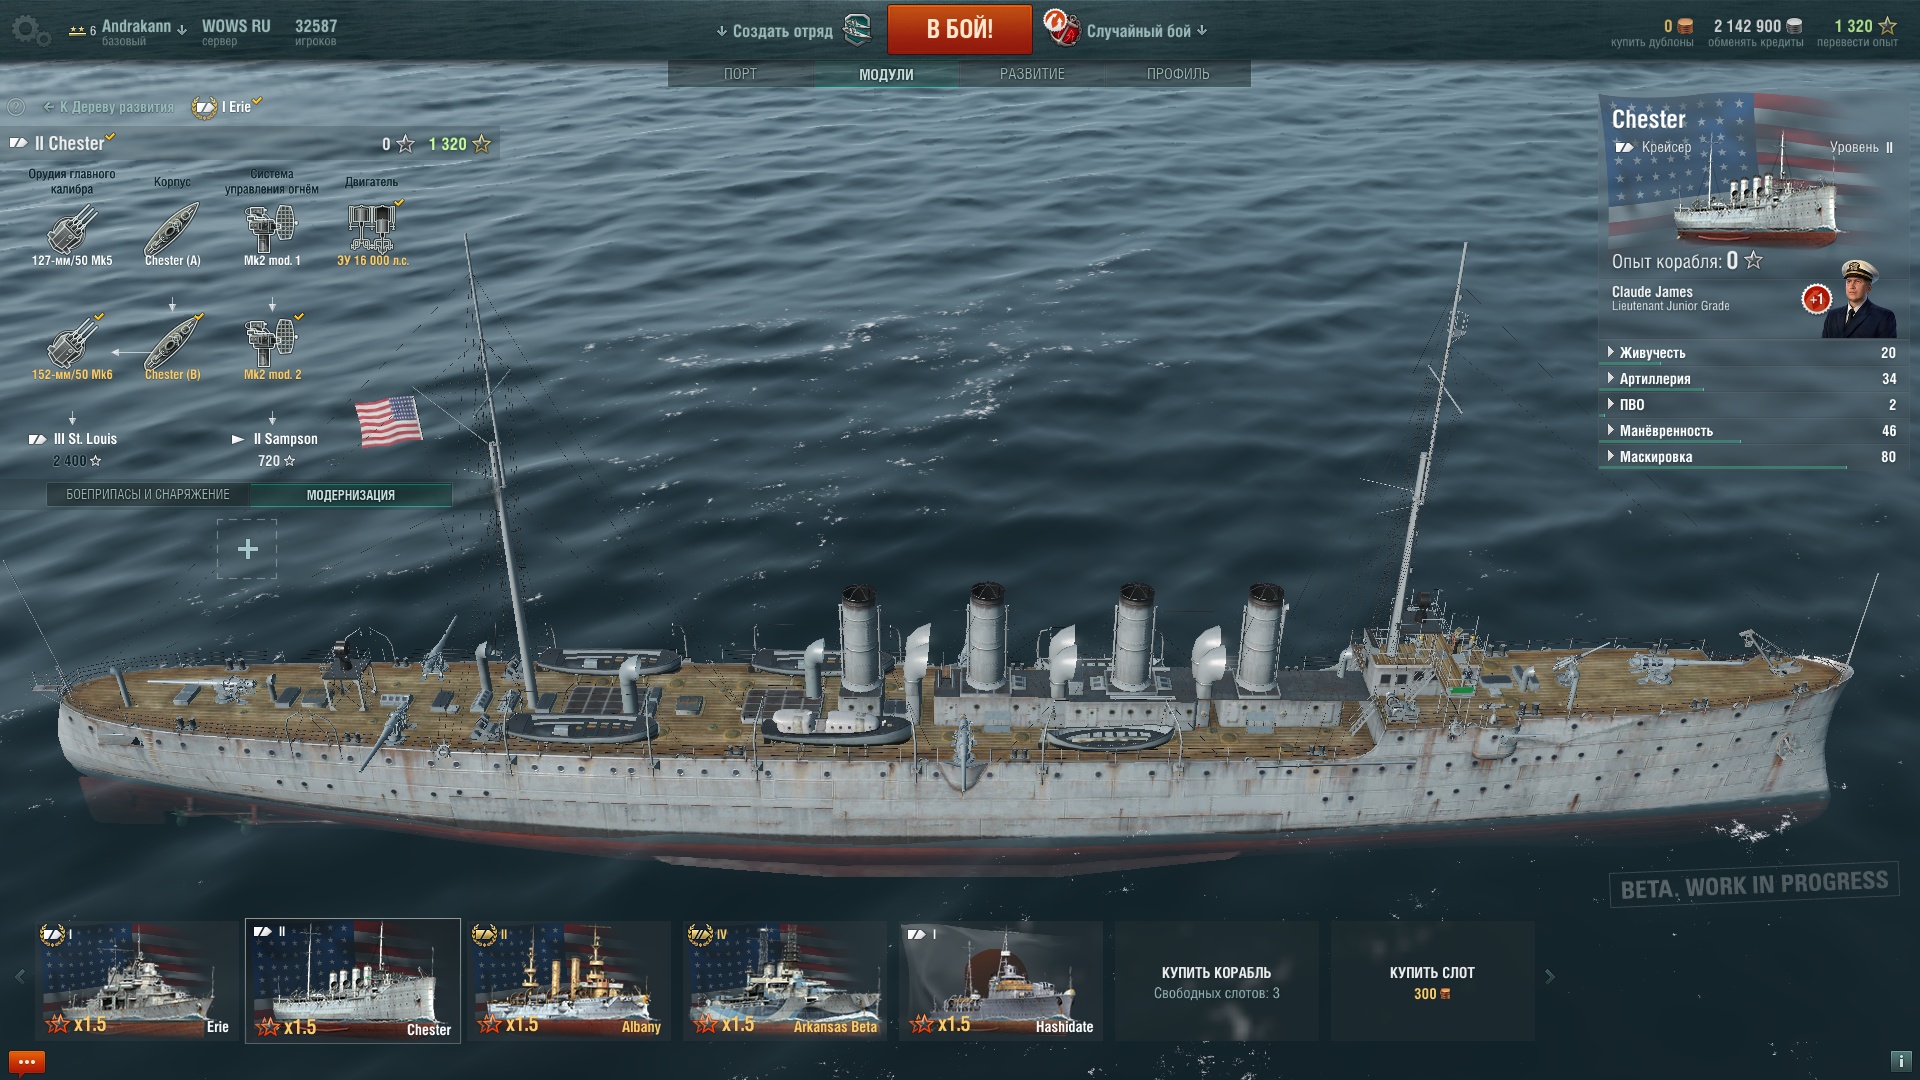 6 Andrakann
базовый
WOWS RU
сервер
32587
игроков
Создать отряд
В БОЙ!
Случайный бой
0
купить дублоны
2 142 900
обменять кредиты
1 320
перевести опыт
ПОРТ
МОДУЛИ
РАЗВИТИЕ
ПРОФИЛЬ
К Дереву развития
I Erie
II Chester
0
1 320
Орудия главного
калибра
Корпус
Система
управления огнём
Двигатель
127-мм/50 Mk5
Chester (A)
Mk2 mod. 1
ЭУ 16 000 л.с.
152-мм/50 Mk6
Chester (B)
Mk2 mod. 2
III St. Louis
2 400
II Sampson
720
БОЕПРИПАСЫ И СНАРЯЖЕНИЕ
МОДЕРНИЗАЦИЯ
Chester
Крейсер
Уровень II
Опыт корабля: 0
Claude James
Lieutenant Junior Grade
+1
Живучесть 20
Артиллерия 34
ПВО 2
Манёвренность 46
Маскировка 80
BETA. WORK IN PROGRESS
I
x1.5
Erie
II
x1.5
Chester
II
x1.5
Albany
IV
x1.5
Arkansas Beta
I
x1.5
Hashidate
КУПИТЬ КОРАБЛЬ
Свободных слотов: 3
КУПИТЬ СЛОТ
300